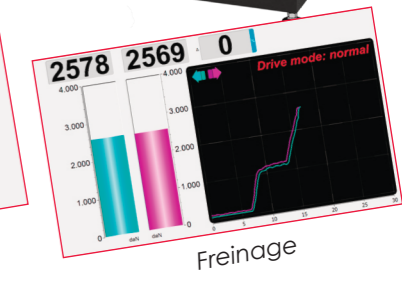 2578 2569 0
Drive mode: normal
4.000 4.000
3.000 3.000
2.000 2.000
1.000 1.000
0 daN daN 0
0 5 10 15 20 25 30
Freinage